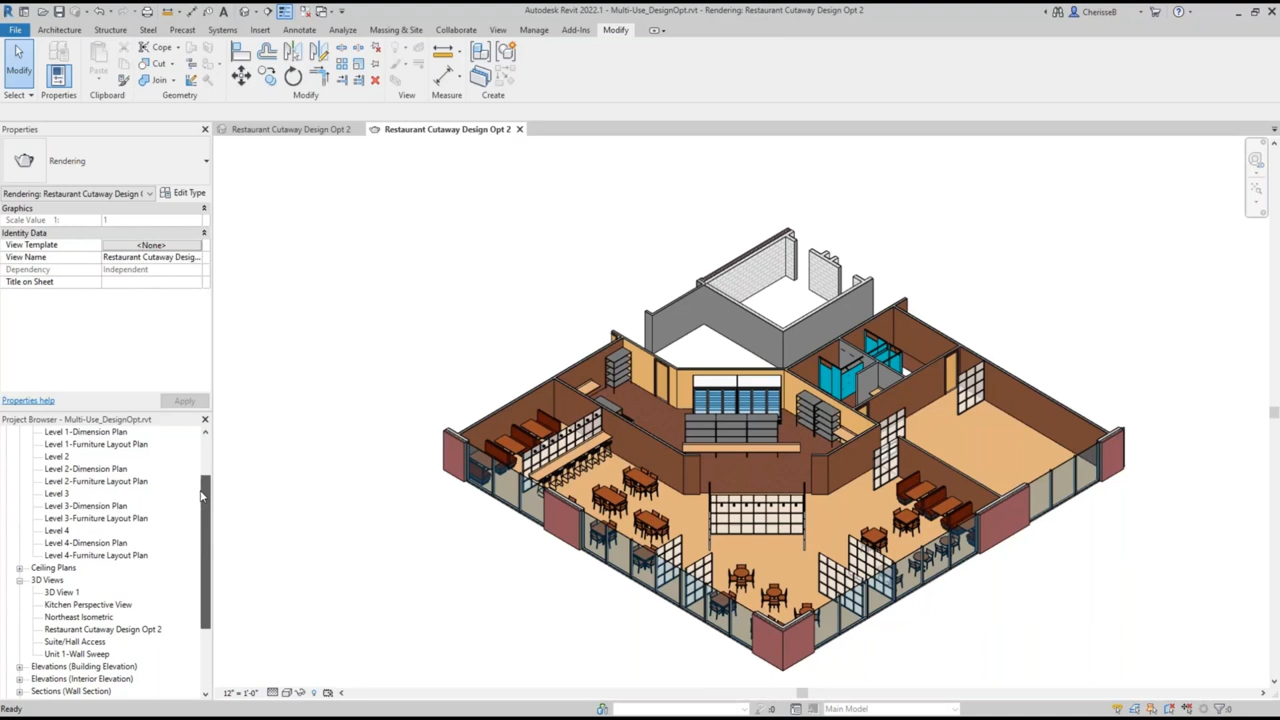 Autodesk Revit 2022.1 - Multi-Use_DesignOpt.rvt - Rendering: Restaurant Cutaway Design Opt 2
CherisseB
File Architecture Structure Steel Precast Systems Insert Annotate Analyze Massing & Site Collaborate View Manage Add-Ins Modify
Modify Paste Cope Cut Join
Select Properties Clipboard Geometry Modify View Measure Create
Properties
Restaurant Cutaway Design Opt 2
Restaurant Cutaway Design Opt 2
Rendering
Rendering: Restaurant Cutaway Design (
Edit Type
Graphics
Scale Value 1: 1
Identity Data
View Template <None>
View Name Restaurant Cutaway Desig...
Dependency Independent
Title on Sheet
Properties help
Apply
Project Browser - Multi-Use_DesignOpt.rvt
Level 1-Dimension Plan
Level 1-Furniture Layout Plan
Level 2
Level 2-Dimension Plan
Level 2-Furniture Layout Plan
Level 3
Level 3-Dimension Plan
Level 3-Furniture Layout Plan
Level 4
Level 4-Dimension Plan
Level 4-Furniture Layout Plan
Ceiling Plans
3D Views
3D View 1
Kitchen Perspective View
Northeast Isometric
Restaurant Cutaway Design Opt 2
Suite/Hall Access
Unit 1-Wall Sweep
Elevations (Building Elevation)
Elevations (Interior Elevation)
Sections (Wall Section)
12" = 1'-0"
Ready
:0
Main Model
:0